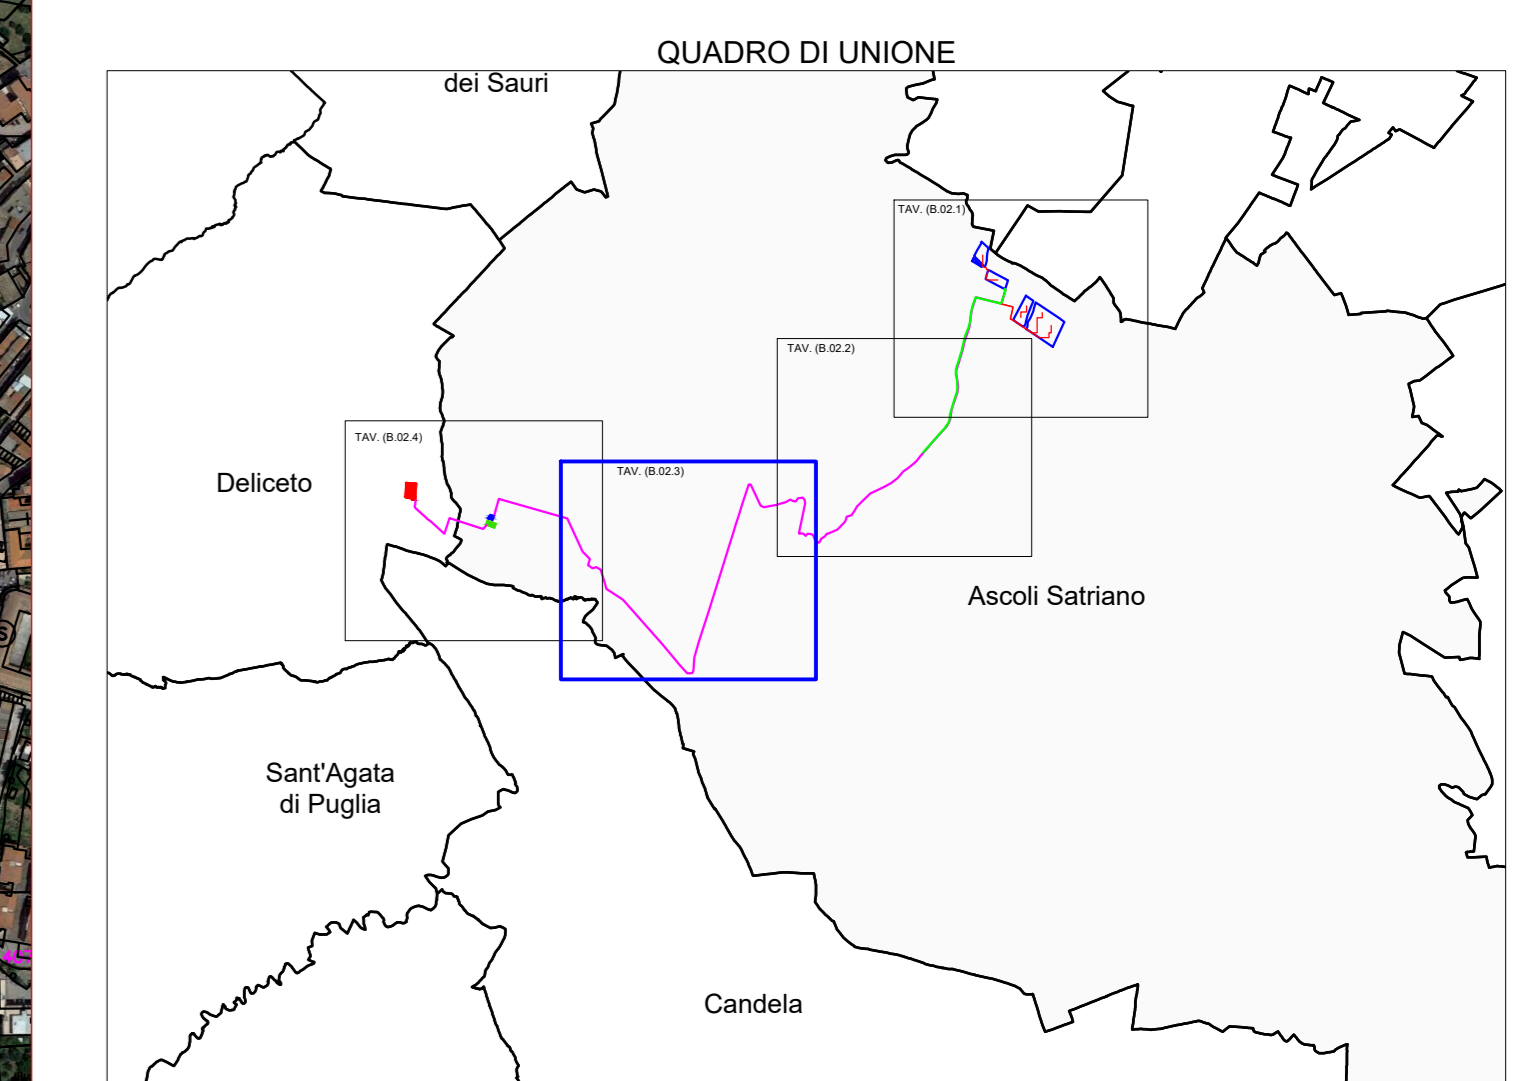 QUADRO DI UNIONE
dei Sauri
TAV. (B.02.1)
TAV. (B.02.2)
TAV. (B.02.4)
TAV. (B.02.3)
Deliceto
Ascoli Satriano
Sant'Agata
di Puglia
Candela